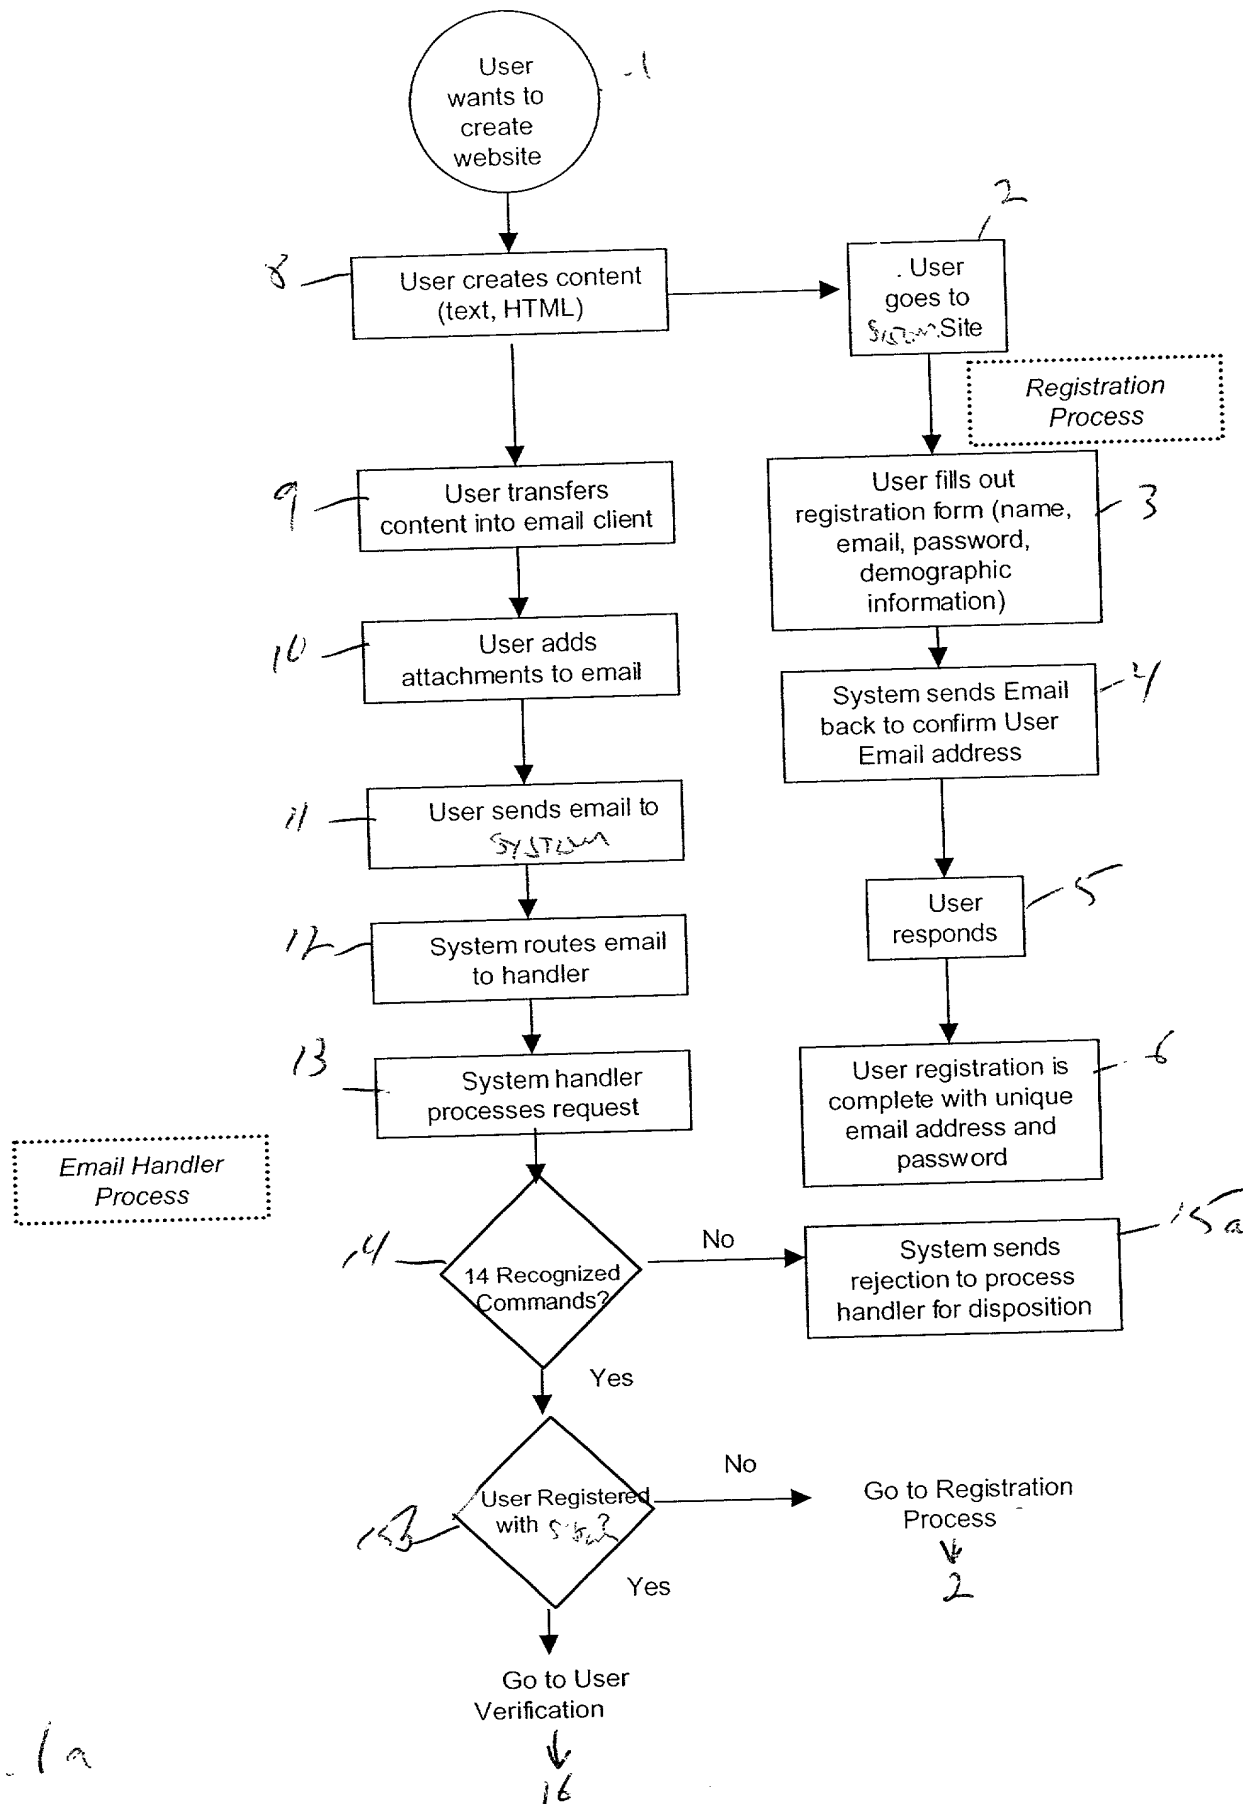 User
wants to
create
website
1
2
8
User creates content
(text, HTML)
. User
goes to
System Site
Registration
Process
9
User transfers
content into email client
User fills out
registration form (name,
email, password,
demographic
information)
3
10
User adds
attachments to email
System sends Email
back to confirm User
Email address
4
11
User sends email to
SYSTEM
User
responds
5
12
System routes email
to handler
13
System handler
processes request
User registration is
complete with unique
email address and
password
6
Email Handler
Process
14
14 Recognized
Commands?
No
System sends
rejection to process
handler for disposition
15a
Yes
User Registered
with System?
No
Go to Registration
Process
2
Yes
Go to User
Verification
16
1a